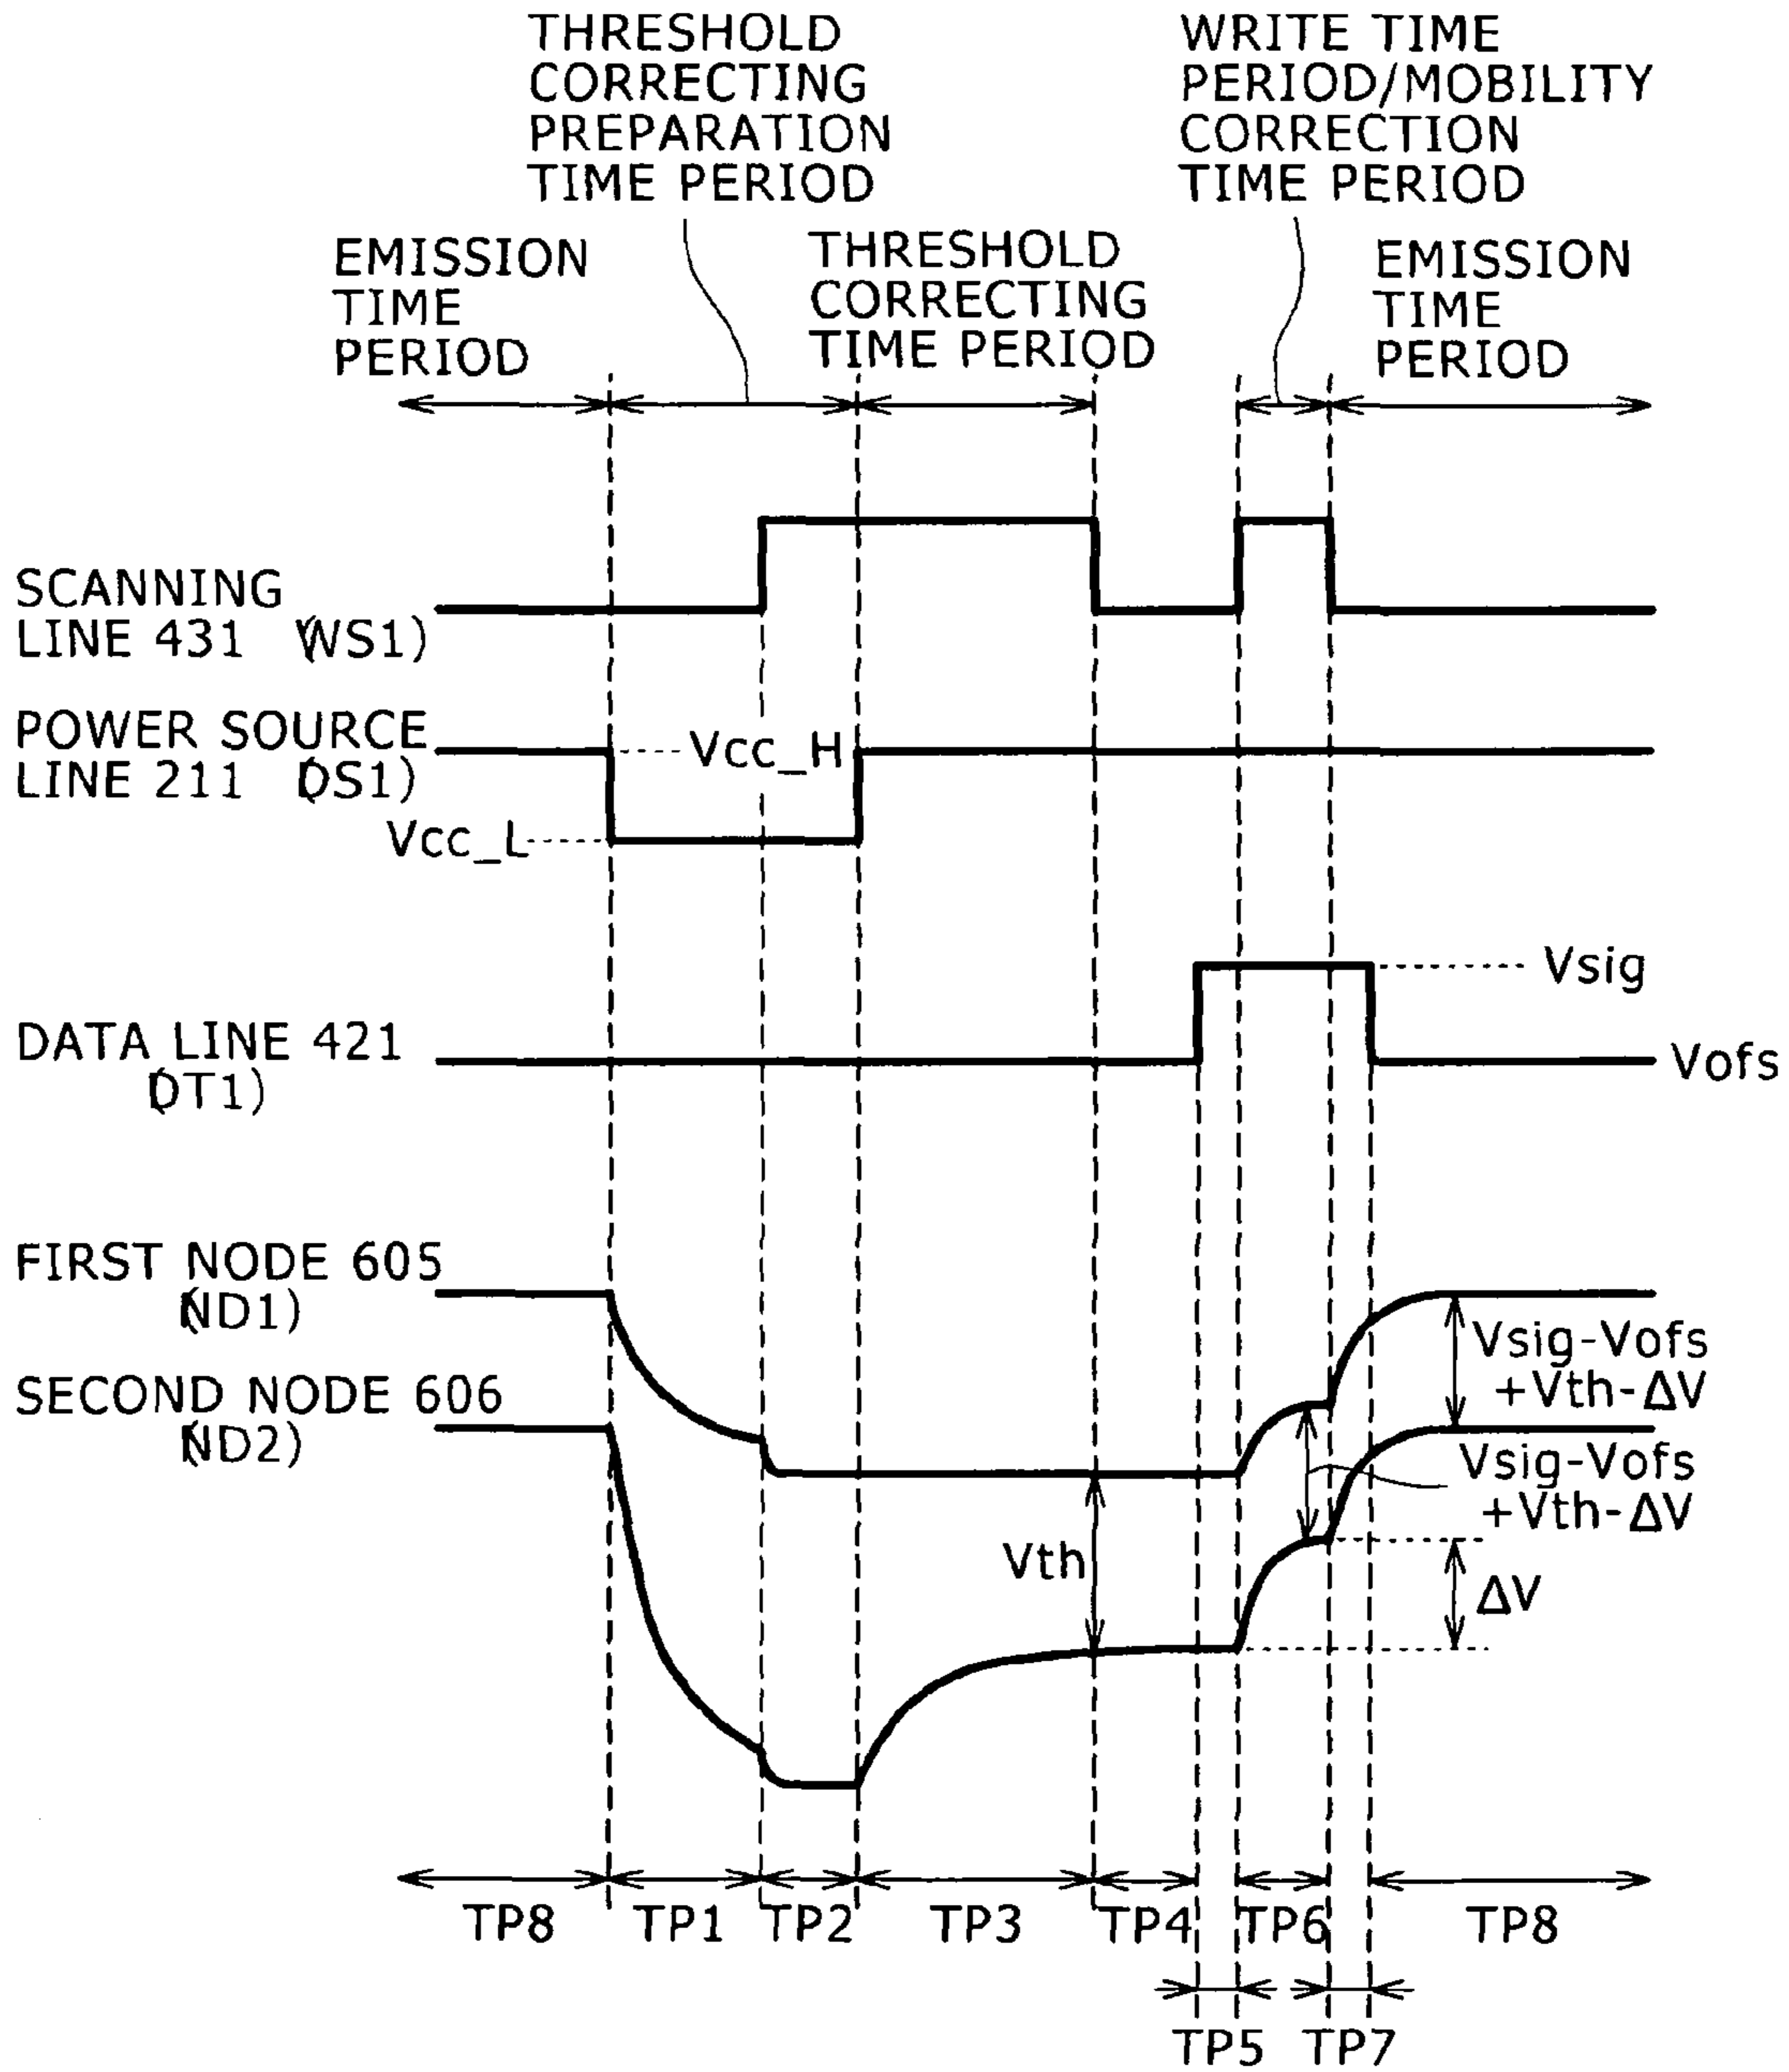 THRESHOLD
CORRECTING
PREPARATION
TIME PERIOD
WRITE TIME
PERIOD/MOBILITY
CORRECTION
TIME PERIOD
EMISSION
TIME
PERIOD
THRESHOLD
CORRECTING
TIME PERIOD
EMISSION
TIME
PERIOD
SCANNING
LINE 431 (WS1)
POWER SOURCE
LINE 211 (DS1)
Vcc_H
Vcc_L
Vsig
DATA LINE 421
(DT1)
Vofs
FIRST NODE 605
(ND1)
SECOND NODE 606
(ND2)
Vsig-Vofs
+Vth-ΔV
Vsig-Vofs
+Vth-ΔV
Vth
ΔV
TP8 TP1 TP2 TP3 TP4 TP6 TP8
TP5 TP7